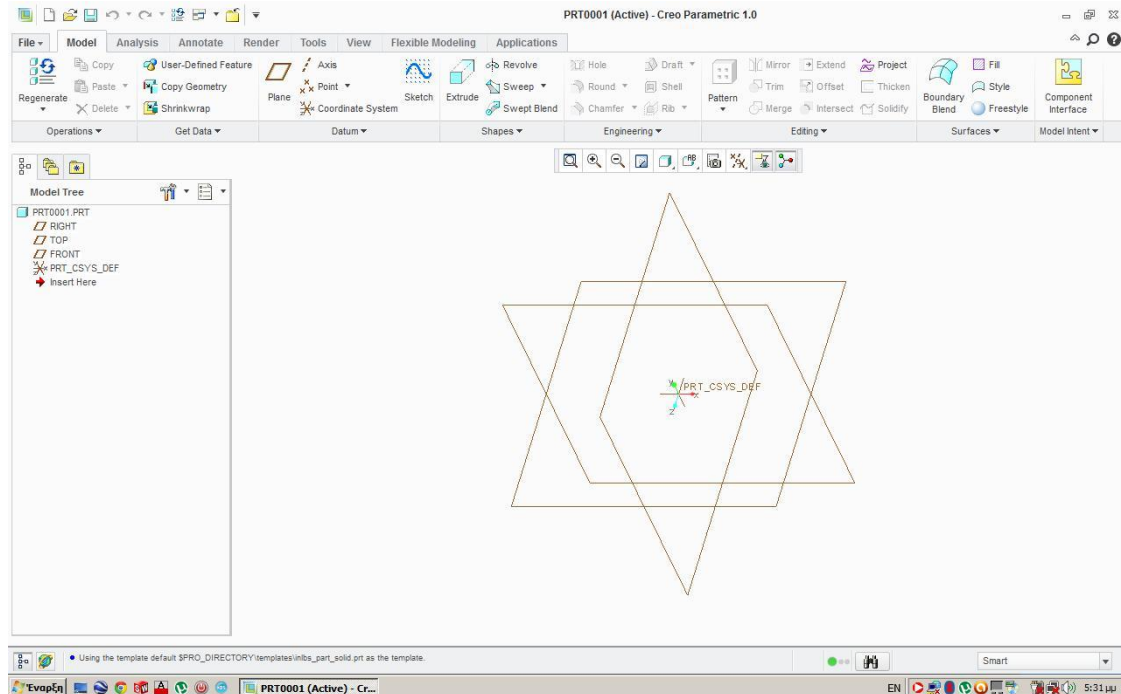 PRT0001 (Active) - Creo Parametric 1.0
File Model Analysis Annotate Render Tools View Flexible Modeling Applications
Regenerate
Copy
Paste
Delete
User-Defined Feature
Copy Geometry
Shrinkwrap
Plane
Axis
Point
Coordinate System
Sketch
Extrude
Revolve
Sweep
Swept Blend
Hole
Round
Chamfer
Draft
Shell
Rib
Pattern
Mirror
Trim
Merge
Extend
Offset
Intersect
Project
Thicken
Solidify
Boundary
Blend
Fill
Style
Freestyle
Component
Interface
Operations Get Data Datum Shapes Engineering Editing Surfaces Model Intent
Model Tree
PRT0001.PRT
RIGHT
TOP
FRONT
PRT_CSYS_DEF
Insert Here
Y
PRT_CSYS_DEF
X
Z
Using the template default $PRO_DIRECTORY\templates\inlbs_part_solid.prt as the template.
Smart
Έναρξη PRT0001 (Active) - Cr... EN 5:31 μμ